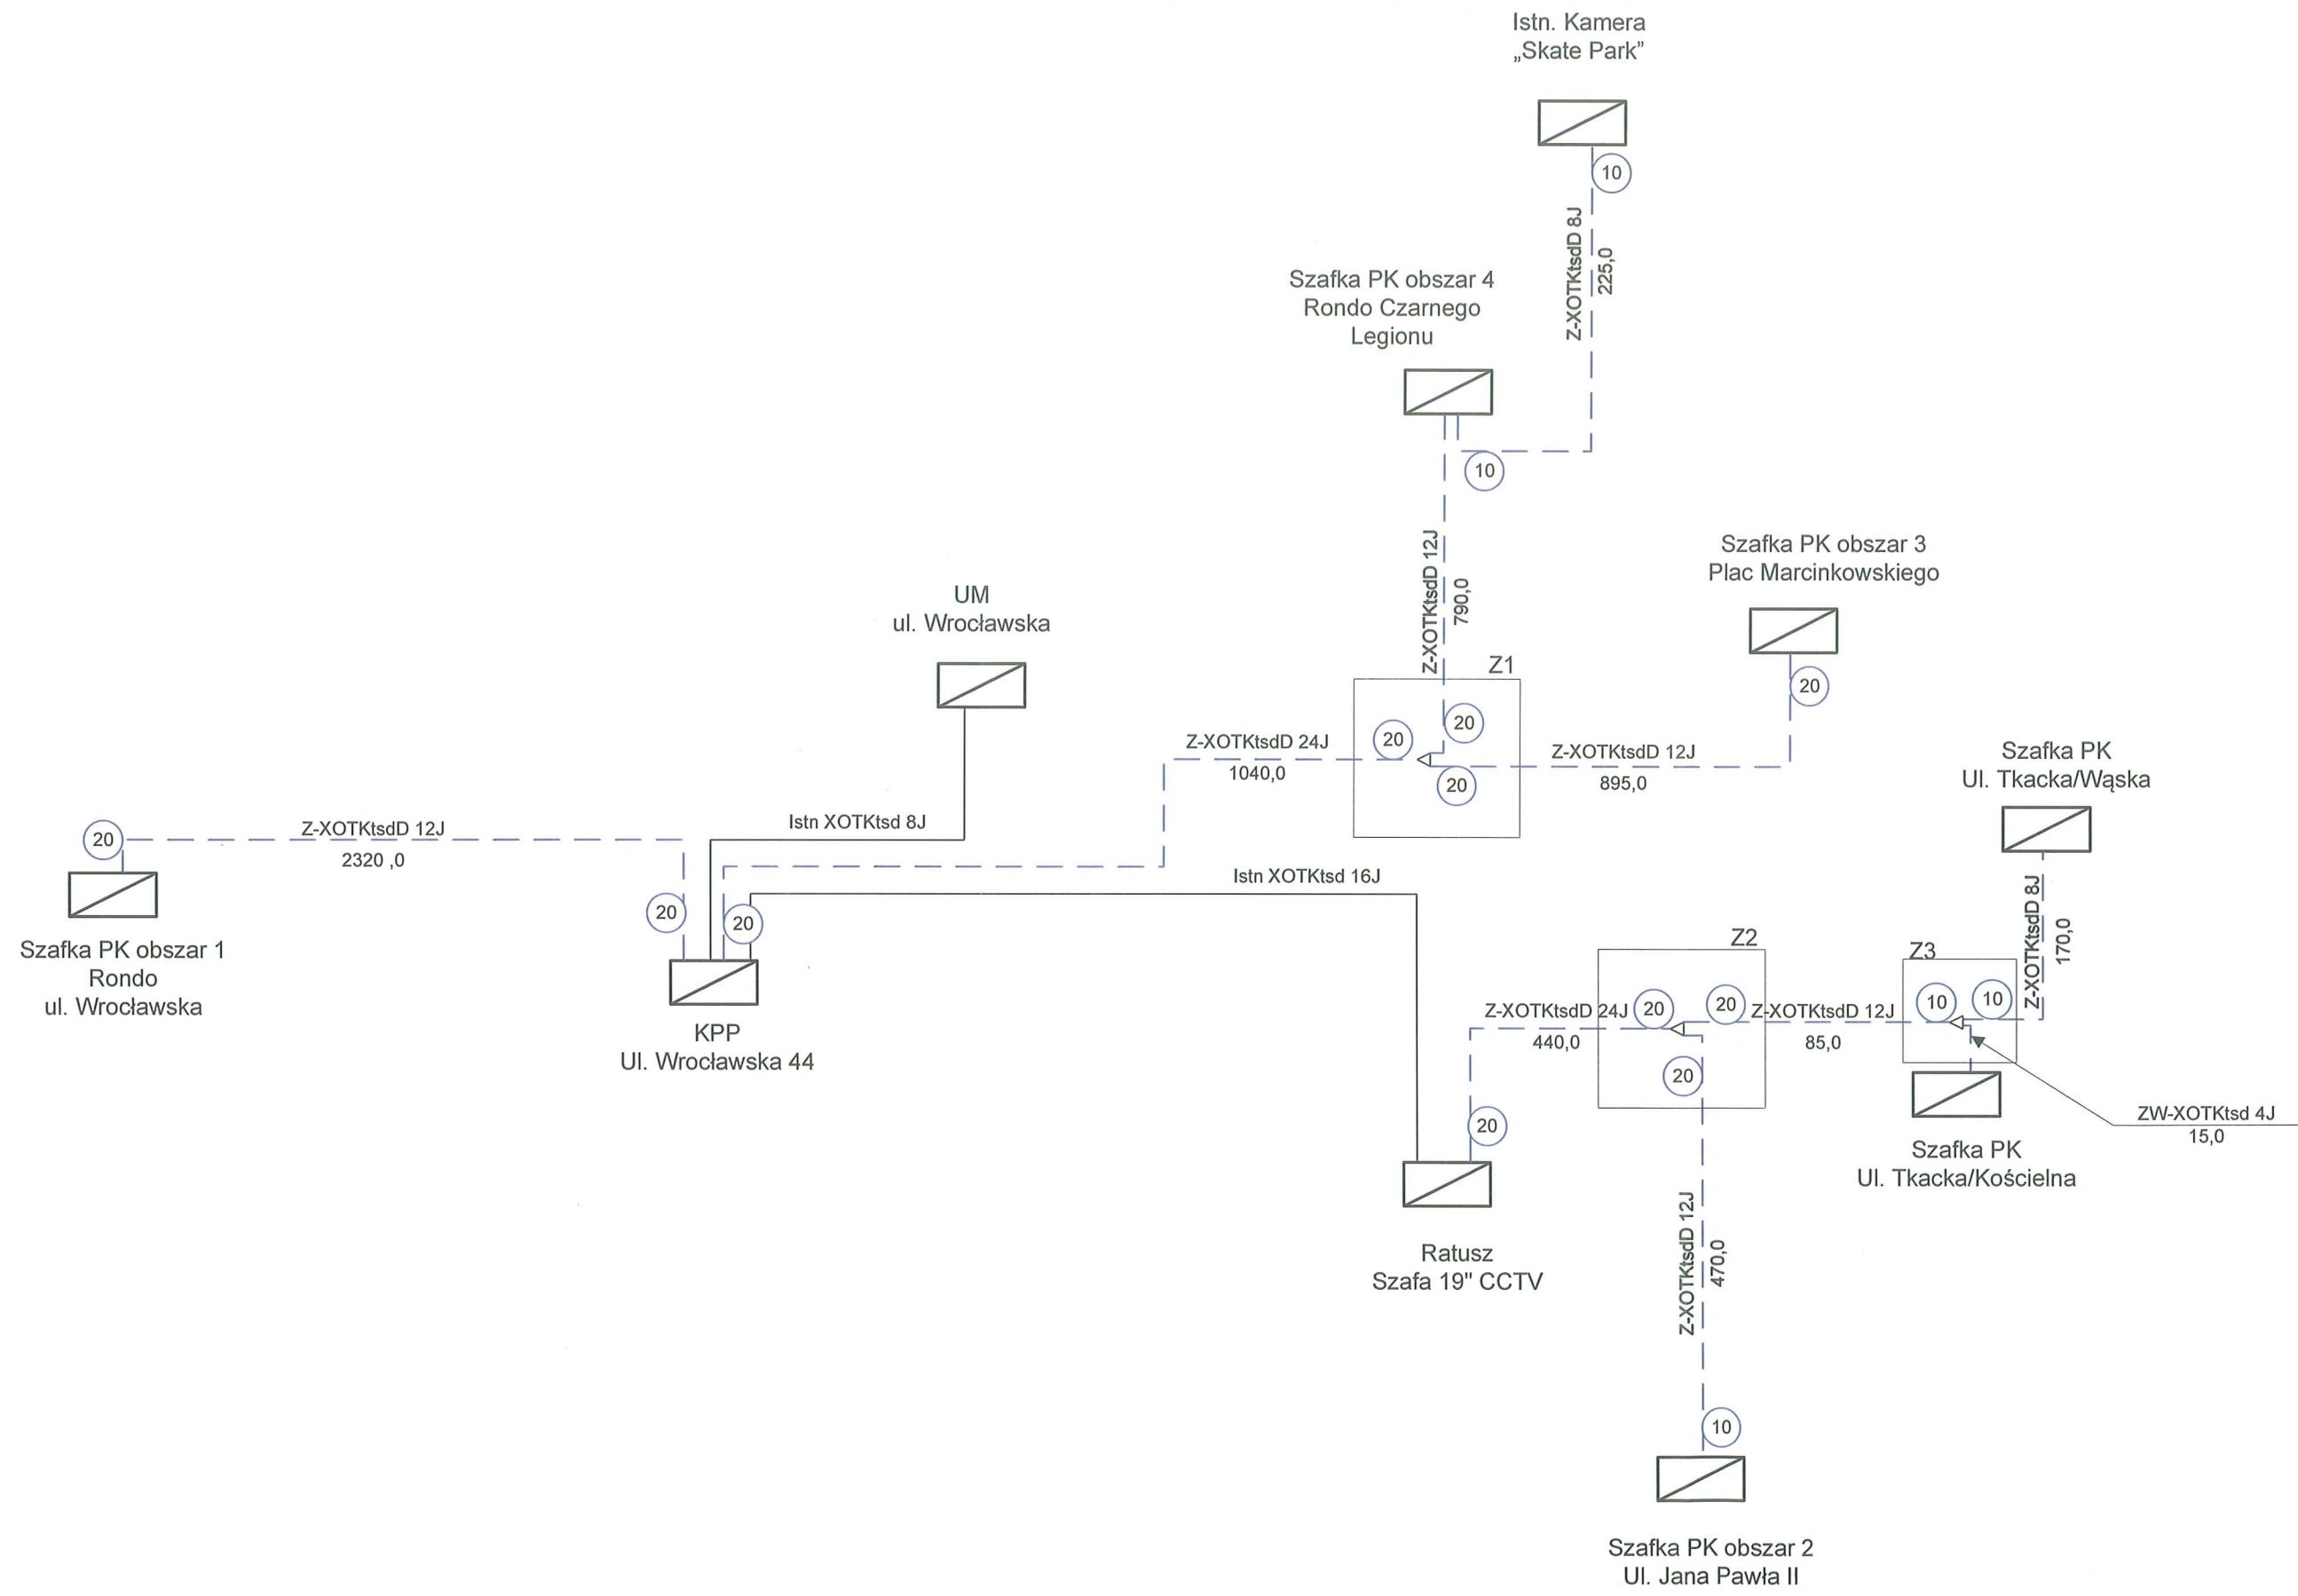 Istn. Kamera
„Skate Park”
10
Z-XOTKtsdD 8J
225,0
Szafka PK obszar 4
Rondo Czarnego
Legionu
10
Z-XOTKtsdD 12J
790,0
Szafka PK obszar 3
Plac Marcinkowskiego
20
UM
ul. Wrocławska
Z1
20
20
20
Z-XOTKtsdD 24J
1040,0
Z-XOTKtsdD 12J
895,0
Szafka PK
Ul. Tkacka/Wąska
Z-XOTKtsdD 8J
170,0
Istn XOTKtsd 8J
20
Z-XOTKtsdD 12J
2320 ,0
Szafka PK obszar 1
Rondo
ul. Wrocławska
20
20
KPP
Ul. Wrocławska 44
Istn XOTKtsd 16J
Z2
Z-XOTKtsdD 24J
440,0
20
20
20
20
Z-XOTKtsdD 12J
85,0
Z3
10
10
Szafka PK
Ul. Tkacka/Kościelna
ZW-XOTKtsd 4J
15,0
Ratusz
Szafa 19" CCTV
Z-XOTKtsdD 12J
470,0
10
Szafka PK obszar 2
Ul. Jana Pawła II